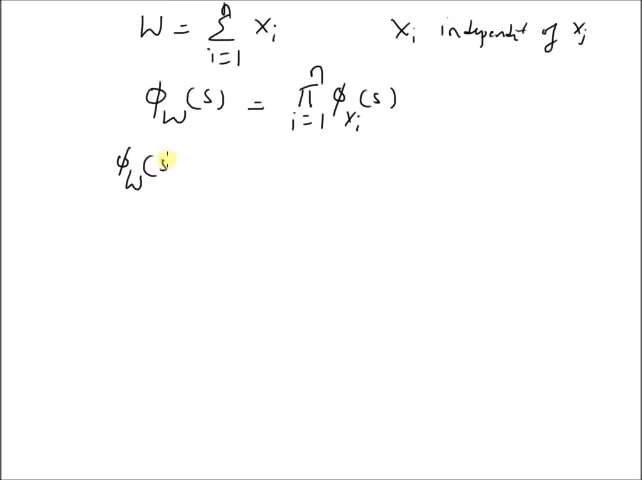 W = Σ_{i=1}^{n} X_i    X_i independent of X_j
ϕ_W(s) = Π_{i=1}^{n} ϕ_{X_i}(s)
ϕ_W(s